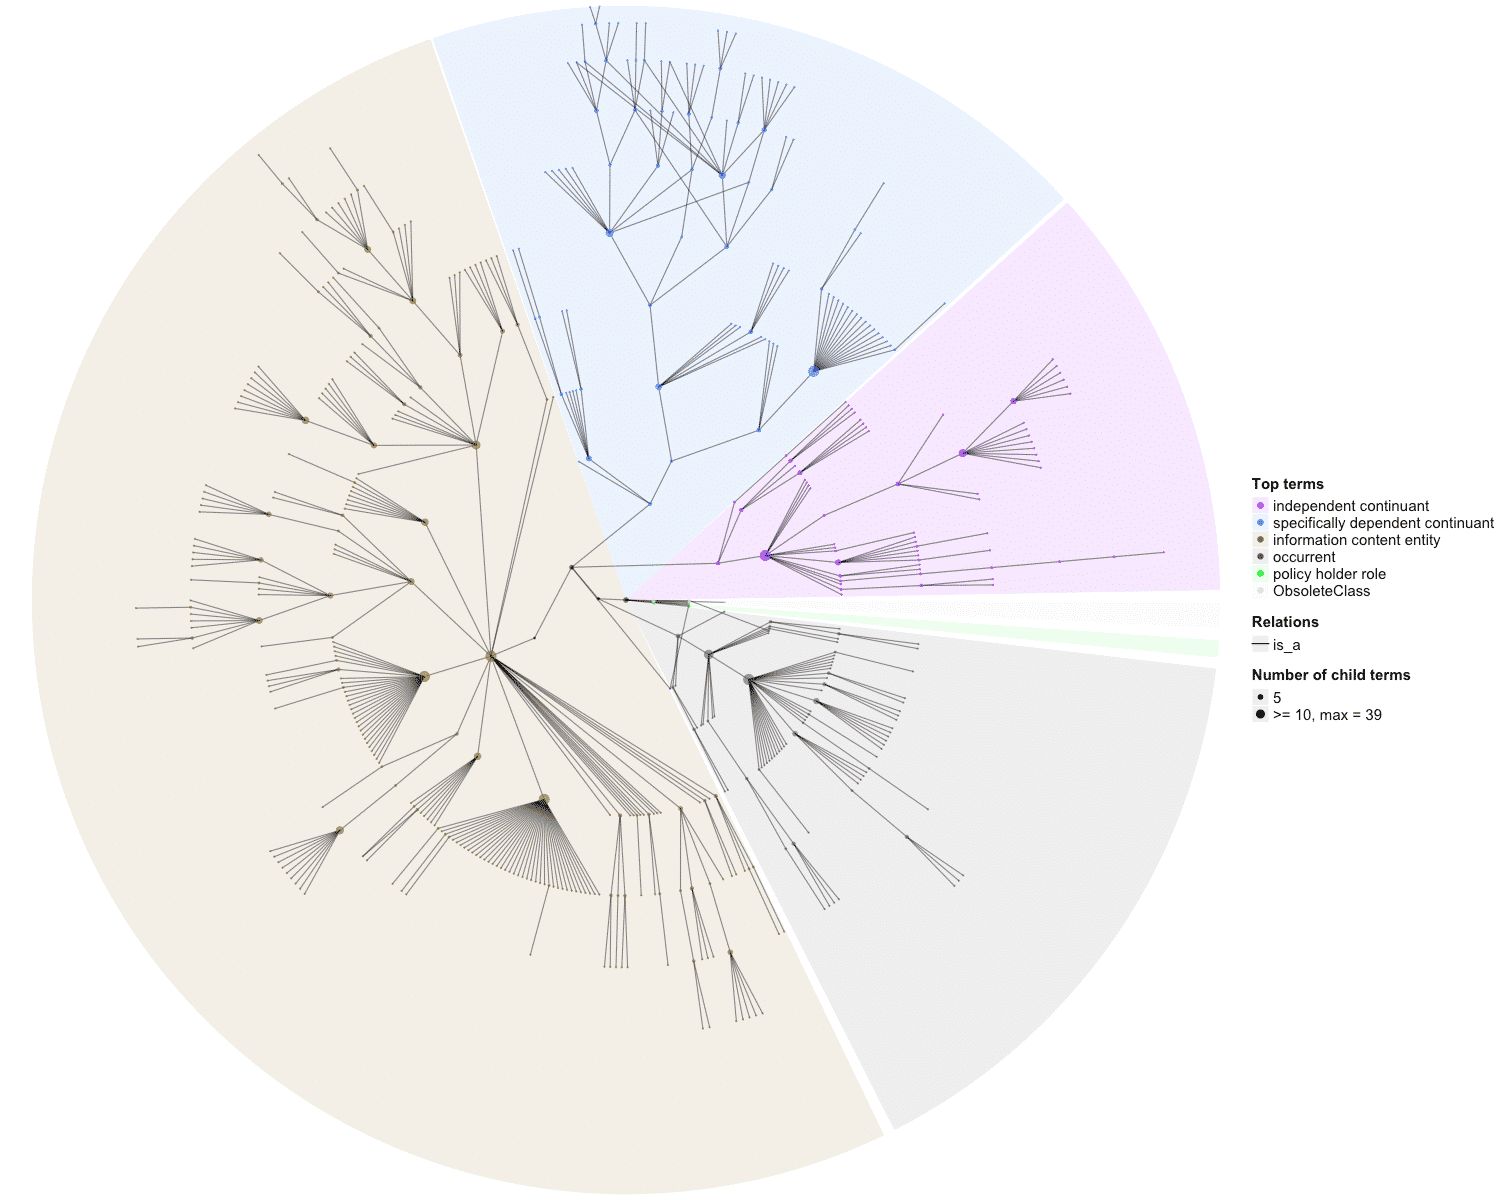 Top terms
independent continuant
specifically dependent continuant
information content entity
occurrent
policy holder role
ObsoleteClass
Relations
is_a
Number of child terms
5
>= 10, max = 39